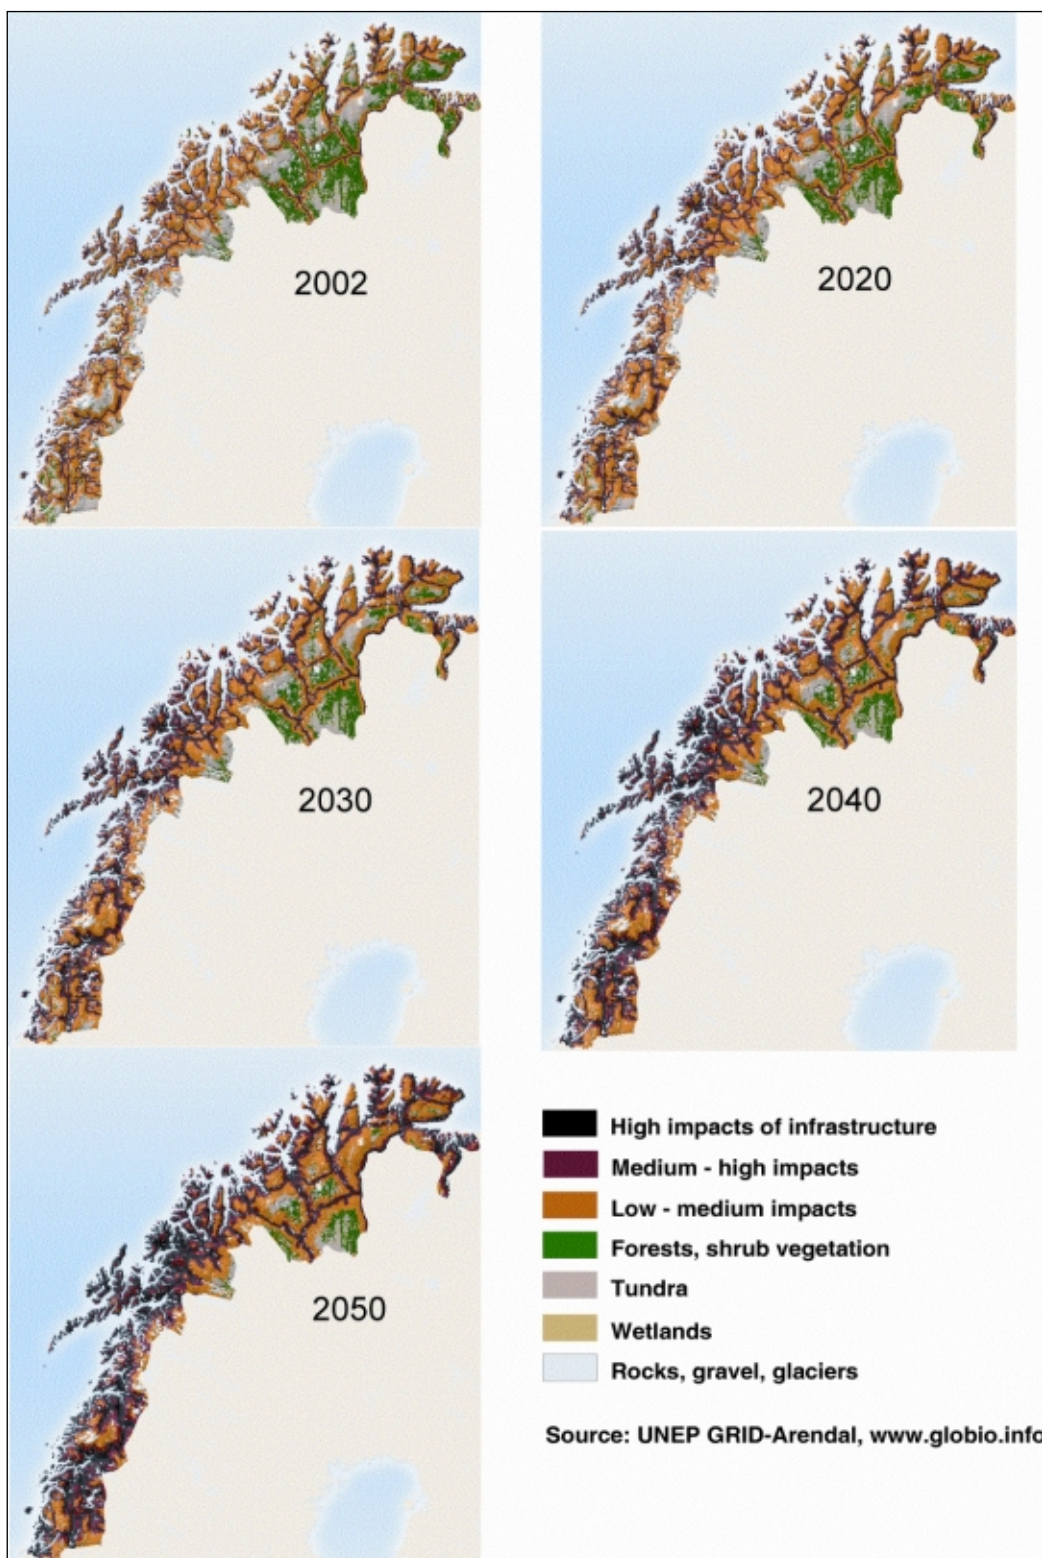 2002
2020
2030
2040
2050
High impacts of infrastructure
Medium - high impacts
Low - medium impacts
Forests, shrub vegetation
Tundra
Wetlands
Rocks, gravel, glaciers
Source: UNEP GRID-Arendal, www.globio.info